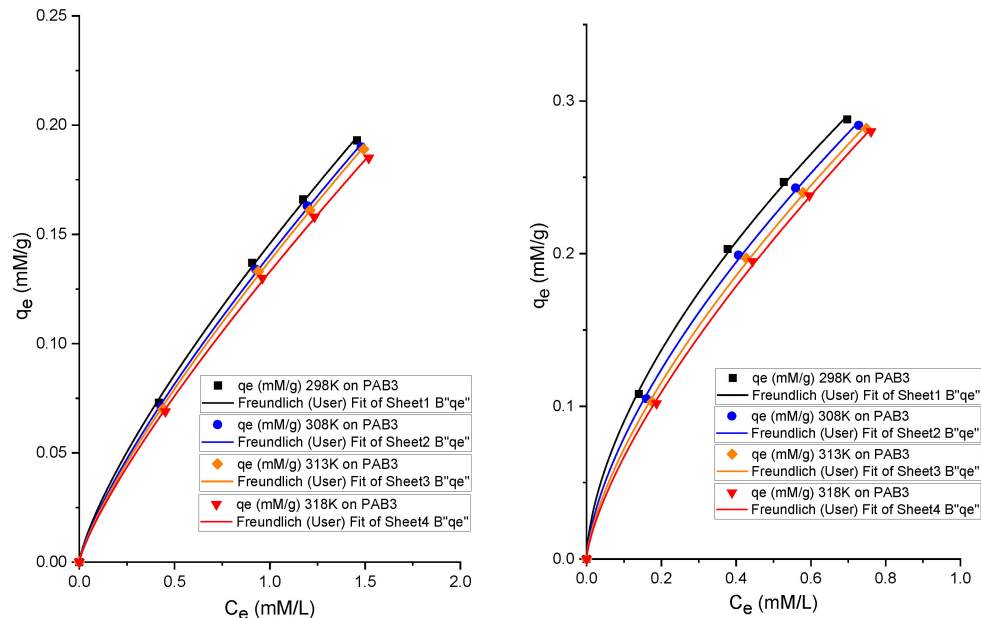 0.25
0.20
0.15
0.10
0.05
0.00
qe (mM/g)
qe (mM/g) 298K on PAB3
Freundlich (User) Fit of Sheet1 B"qe"
qe (mM/g) 308K on PAB3
Freundlich (User) Fit of Sheet2 B"qe"
qe (mM/g) 313K on PAB3
Freundlich (User) Fit of Sheet3 B"qe"
qe (mM/g) 318K on PAB3
Freundlich (User) Fit of Sheet4 B"qe"
0.0 0.5 1.0 1.5 2.0
Ce (mM/L)
0.3
0.2
0.1
0.0
qe (mM/g)
qe (mM/g) 298K on PAB3
Freundlich (User) Fit of Sheet1 B"qe"
qe (mM/g) 308K on PAB3
Freundlich (User) Fit of Sheet2 B"qe"
qe (mM/g) 313K on PAB3
Freundlich (User) Fit of Sheet3 B"qe"
qe (mM/g) 318K on PAB3
Freundlich (User) Fit of Sheet4 B"qe"
0.0 0.2 0.4 0.6 0.8 1.0
Ce (mM/L)